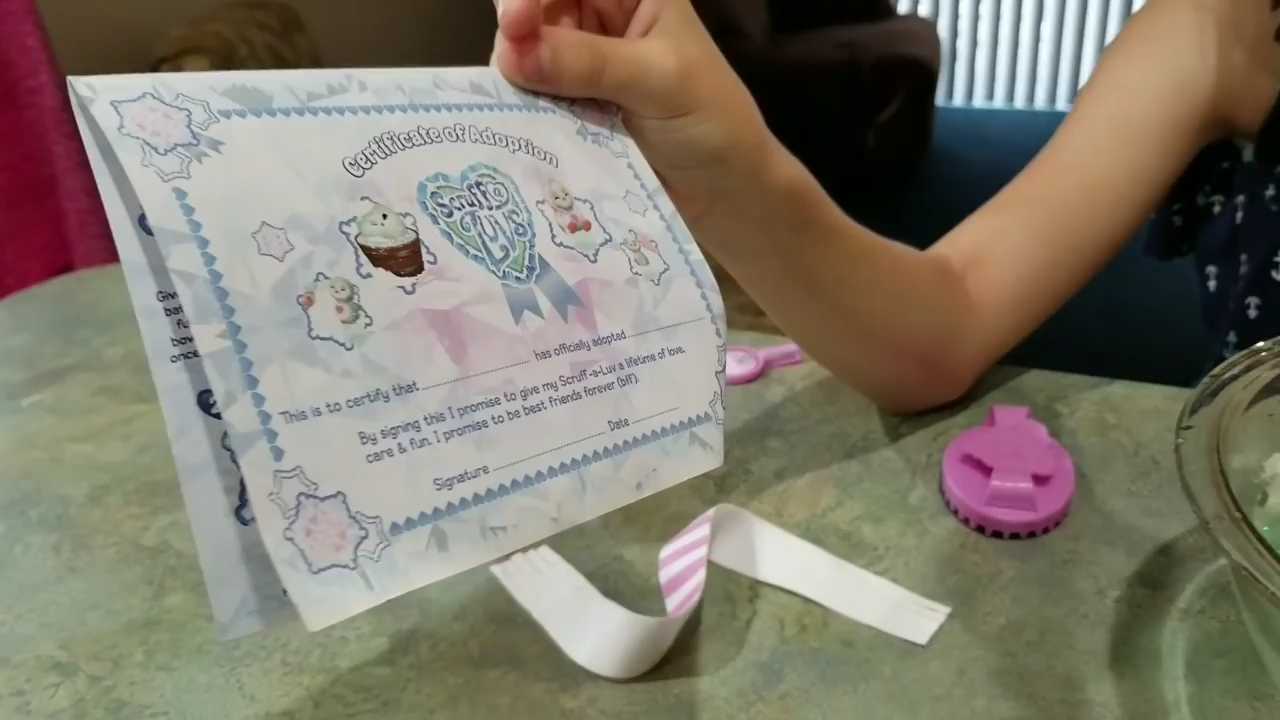 Certificate of Adoption
Scruff a
Luvs
This is to certify that .......... has officially adopted ..........
By signing this I promise to give my Scruff-a-Luv a lifetime of love,
care & fun. I promise to be best friends forever (bff).
Signature .......... Date ..........
once